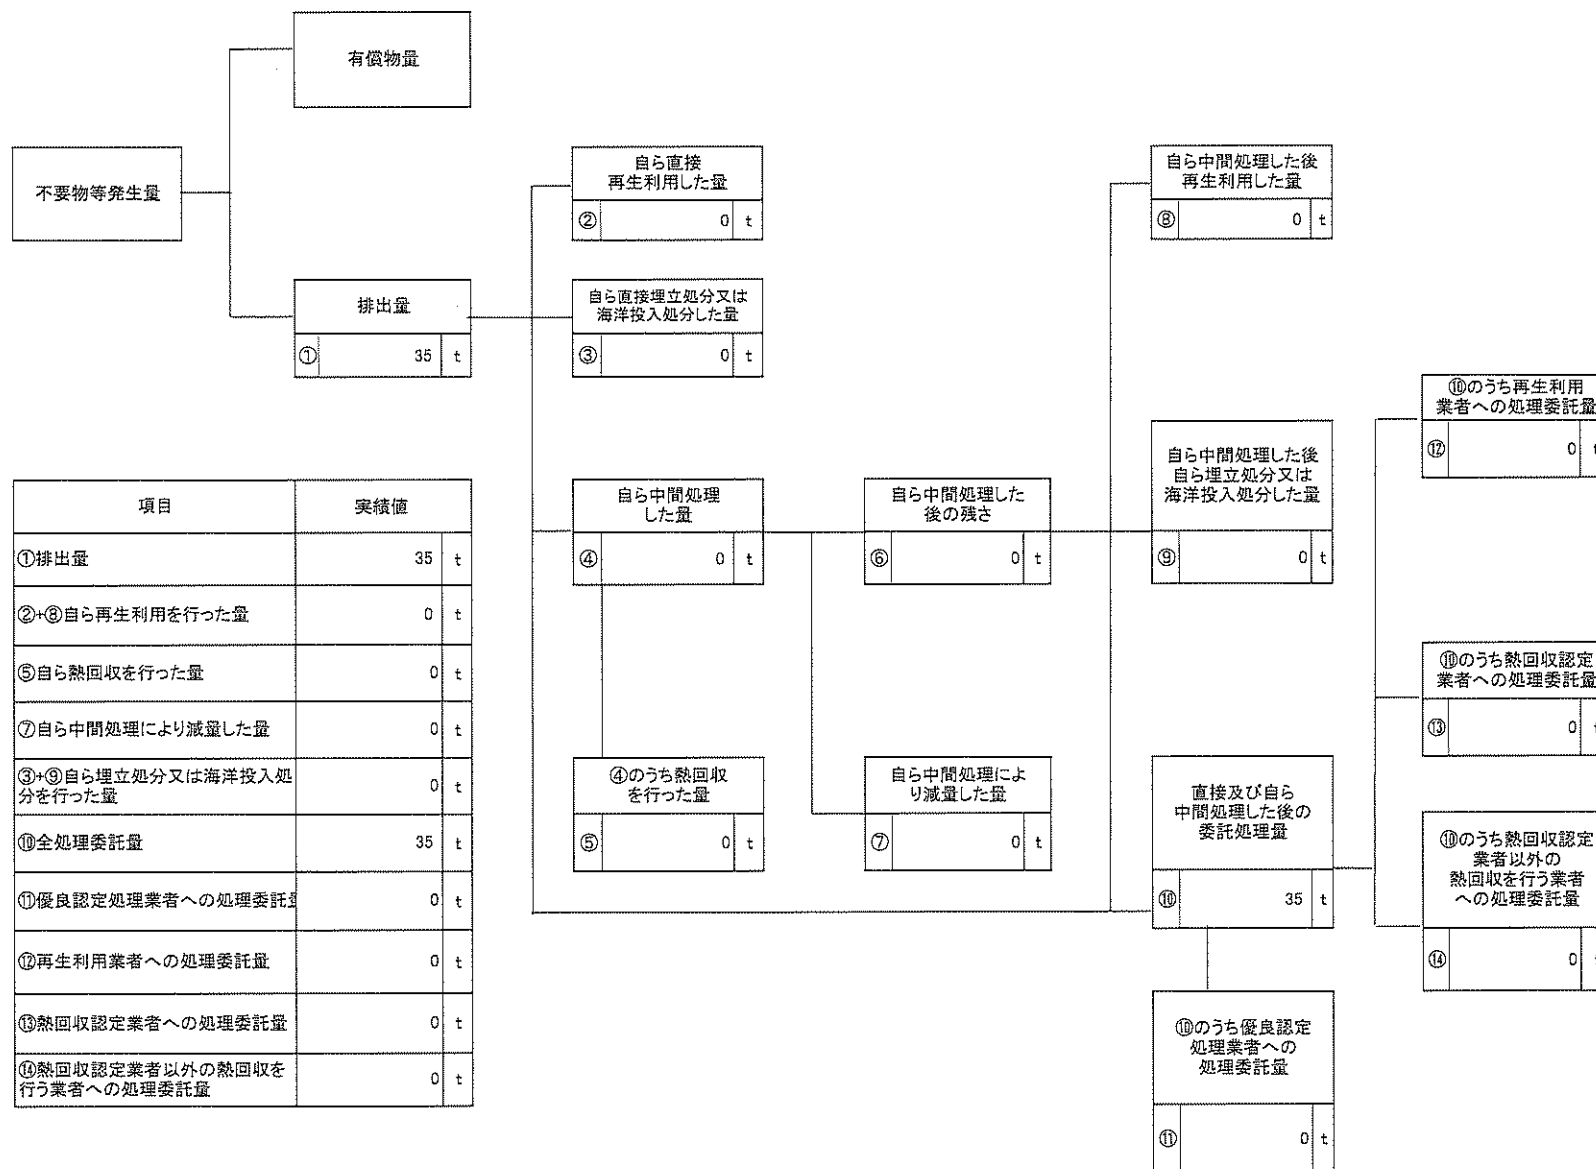 有償物量
不要物等発生量
排出量
① 35 t
自ら直接
再生利用した量
② 0 t
自ら直接埋立処分又は
海洋投入処分した量
③ 0 t
自ら中間処理
した量
④ 0 t
④のうち熱回収
を行った量
⑤ 0 t
自ら中間処理した
後の残さ
⑥ 0 t
自ら中間処理によ
り減量した量
⑦ 0 t
自ら中間処理した後
再生利用した量
⑧ 0 t
自ら中間処理した後
自ら埋立処分又は
海洋投入処分した量
⑨ 0 t
直接及び自ら
中間処理した後の
委託処理量
⑩ 35 t
⑩のうち優良認定
処理業者への
処理委託量
⑪ 0 t
⑩のうち再生利用
業者への処理委託量
⑫ 0
⑩のうち熱回収認定
業者への処理委託量
⑬ 0
⑩のうち熱回収認定
業者以外の
熱回収を行う業者
への処理委託量
⑭ 0
項目 実績値
①排出量 35 t
②+⑧自ら再生利用を行った量 0 t
⑤自ら熱回収を行った量 0 t
⑦自ら中間処理により減量した量 0 t
③+⑨自ら埋立処分又は海洋投入処
分を行った量 0 t
⑩全処理委託量 35 t
⑪優良認定処理業者への処理委託 0 t
⑫再生利用業者への処理委託量 0 t
⑬熱回収認定業者への処理委託量 0 t
⑭熱回収認定業者以外の熱回収を
行う業者への処理委託量 0 t